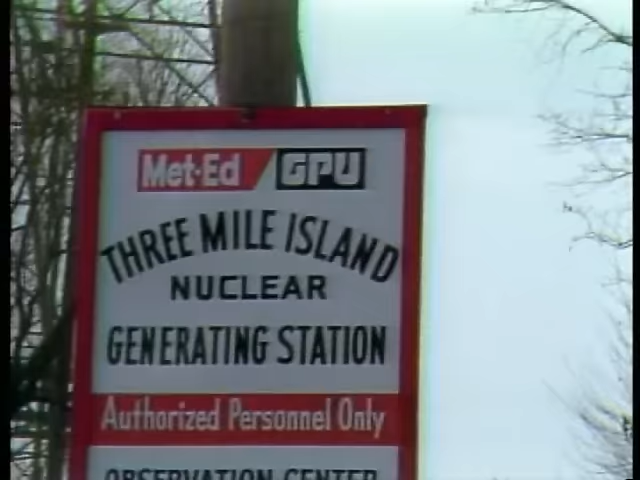 Met-Ed GPU
THREE MILE ISLAND
NUCLEAR
GENERATING STATION
Authorized Personnel Only
OBSERVATION CENTER